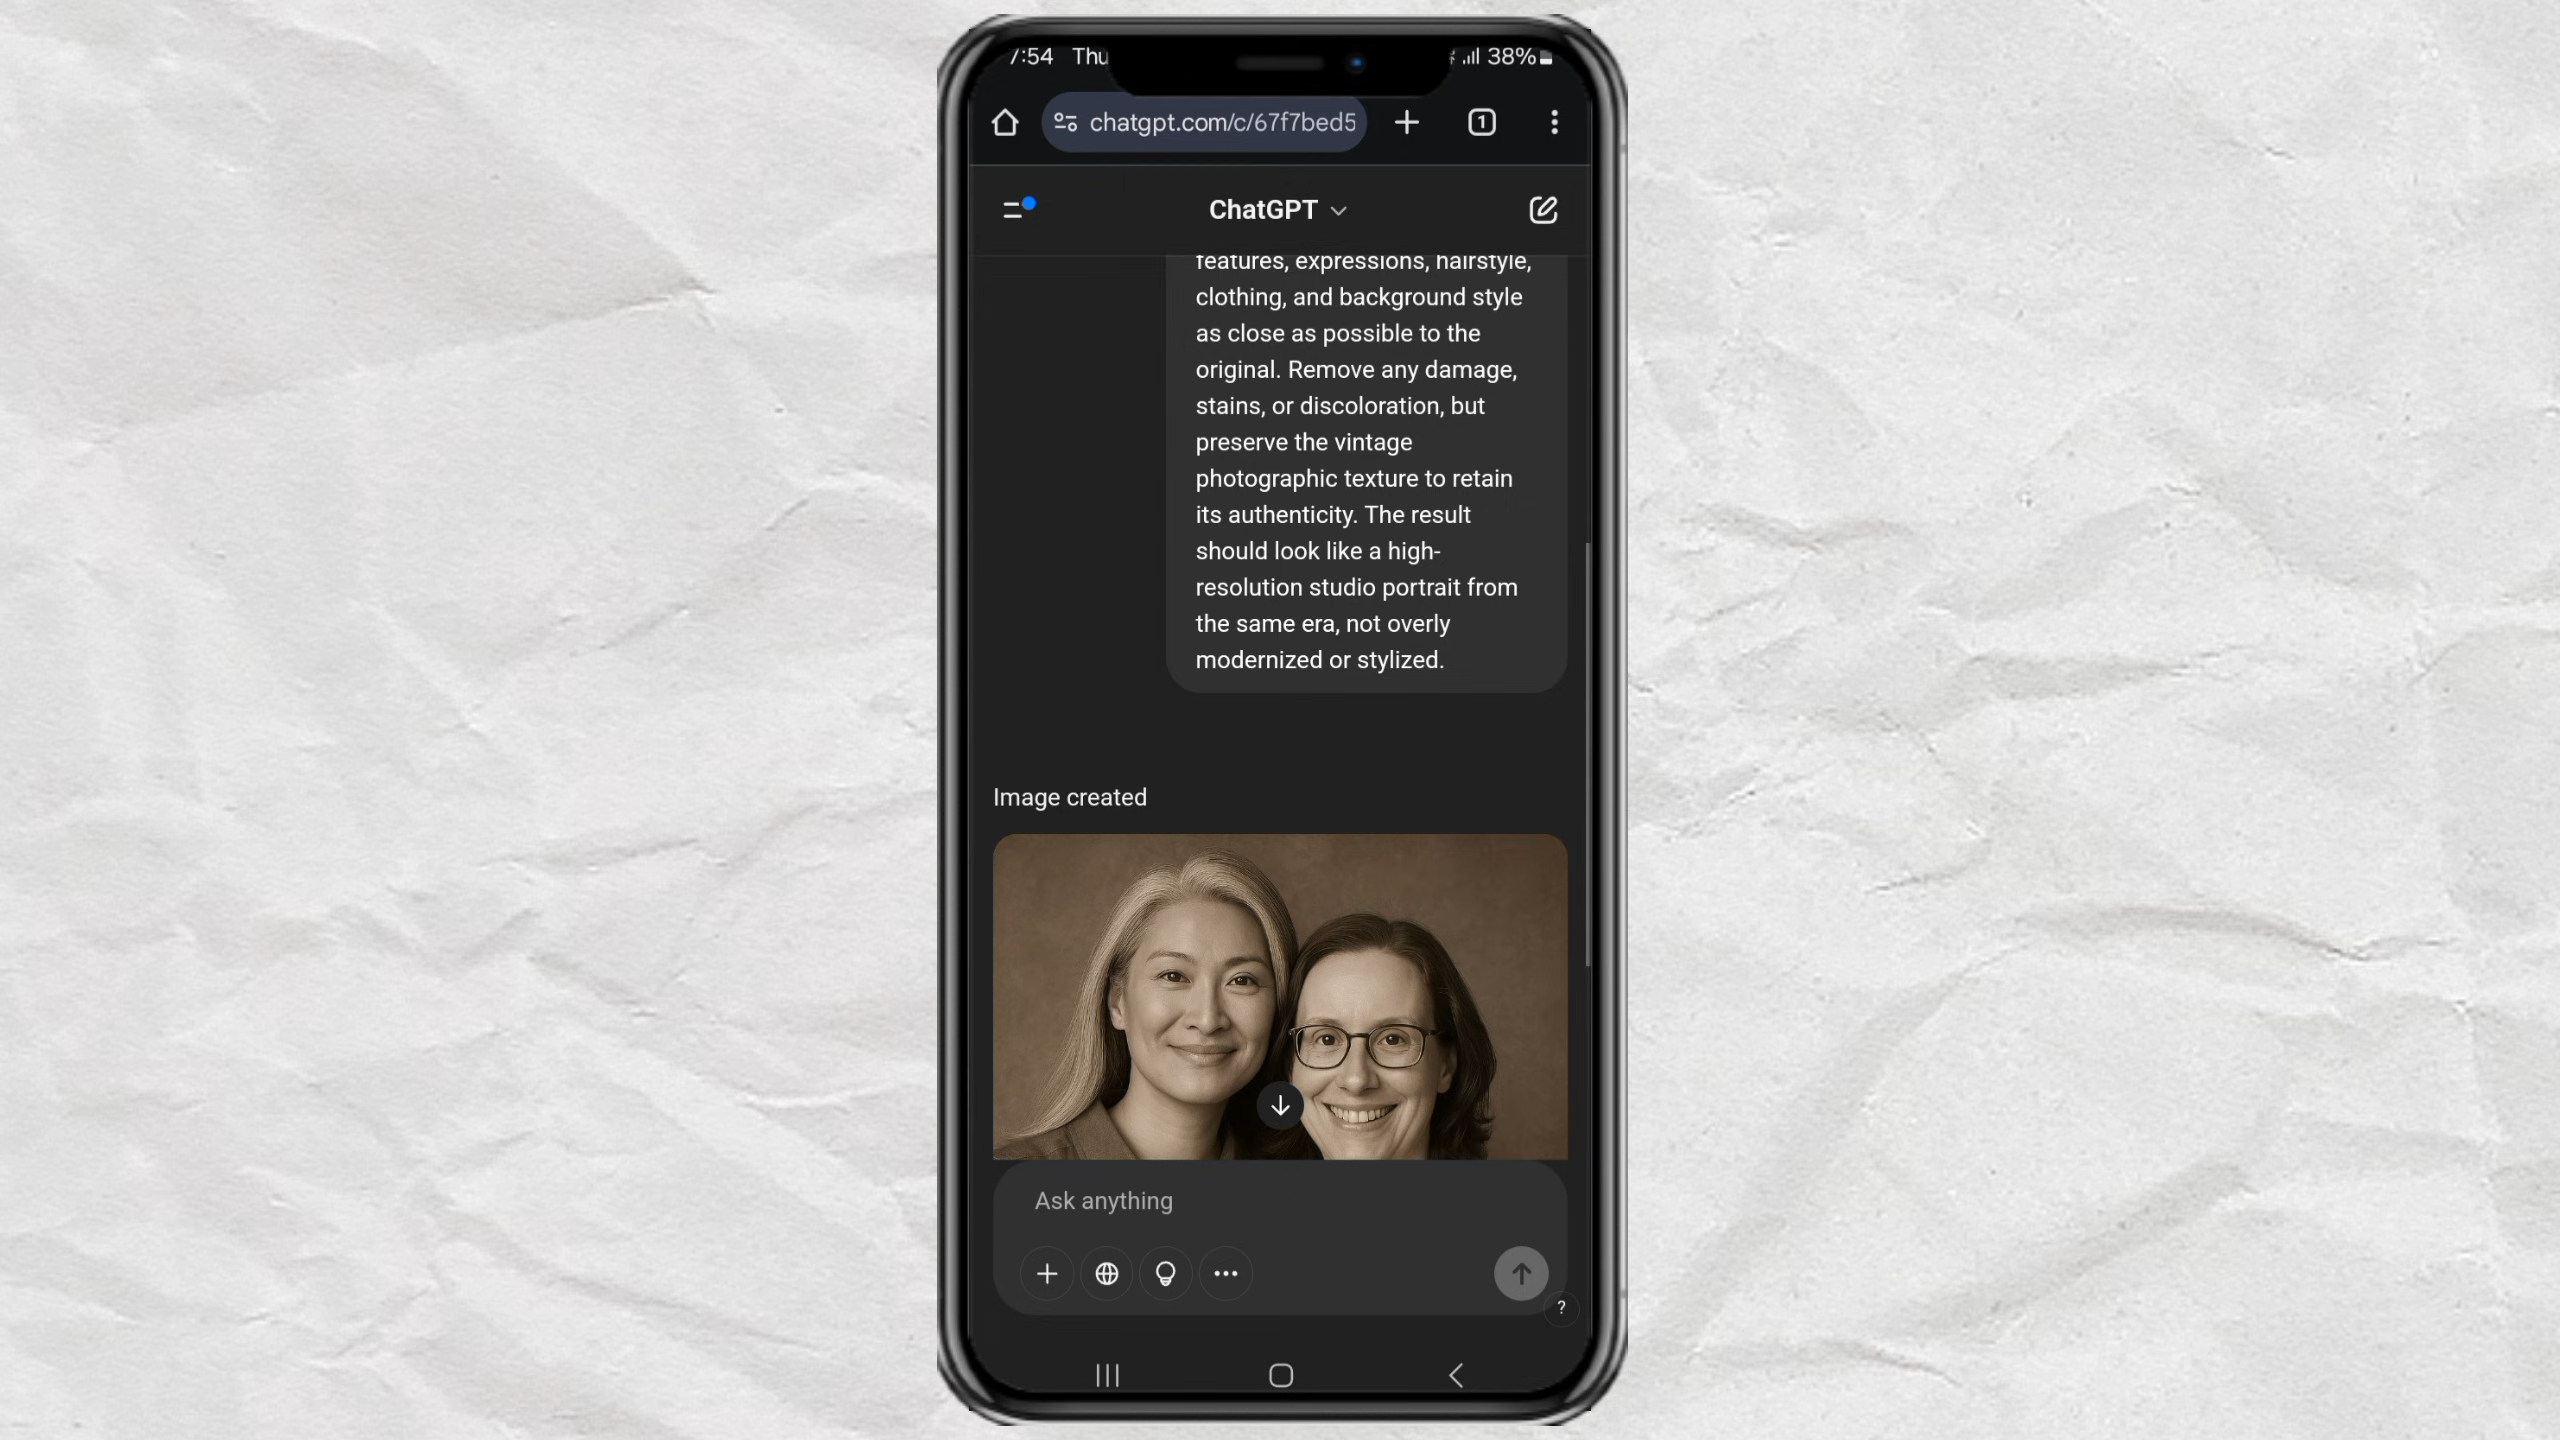 7:54 Thu
38%
chatgpt.com/c/67f7bed5
1
ChatGPT
features, expressions, hairstyle,
clothing, and background style
as close as possible to the
original. Remove any damage,
stains, or discoloration, but
preserve the vintage
photographic texture to retain
its authenticity. The result
should look like a high-
resolution studio portrait from
the same era, not overly
modernized or stylized.
Image created
Ask anything
?